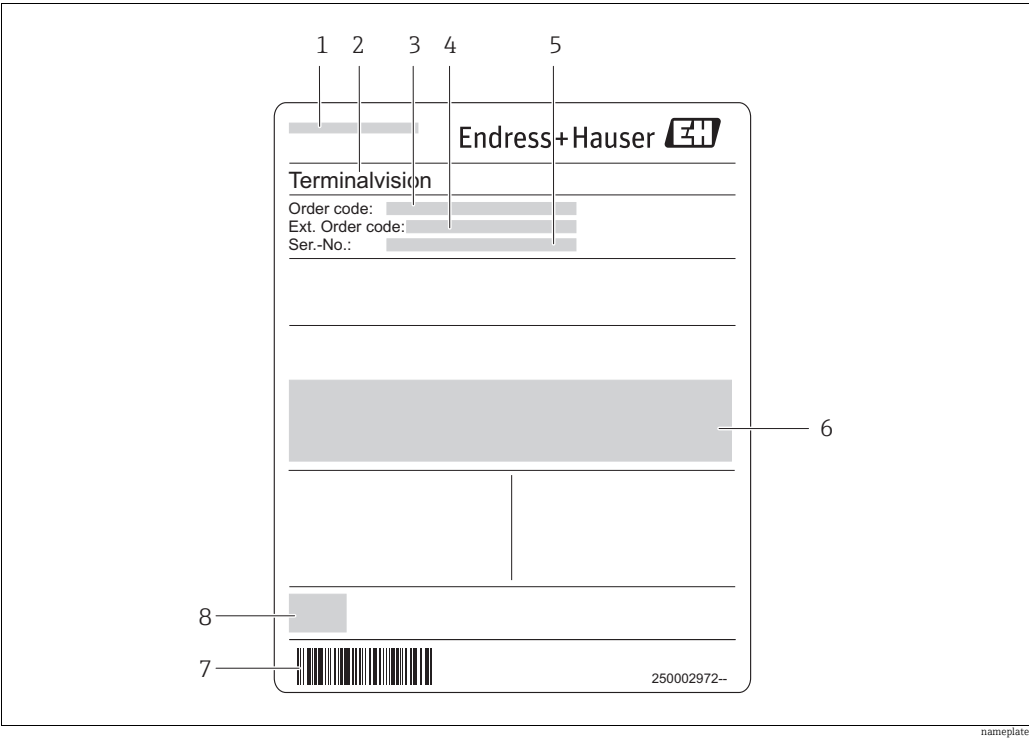 1 2 3 4 5
Endress+Hauser EH
Terminalvision
Order code:
Ext. Order code:
Ser.-No.:
6
8
7
250002972--
nameplate